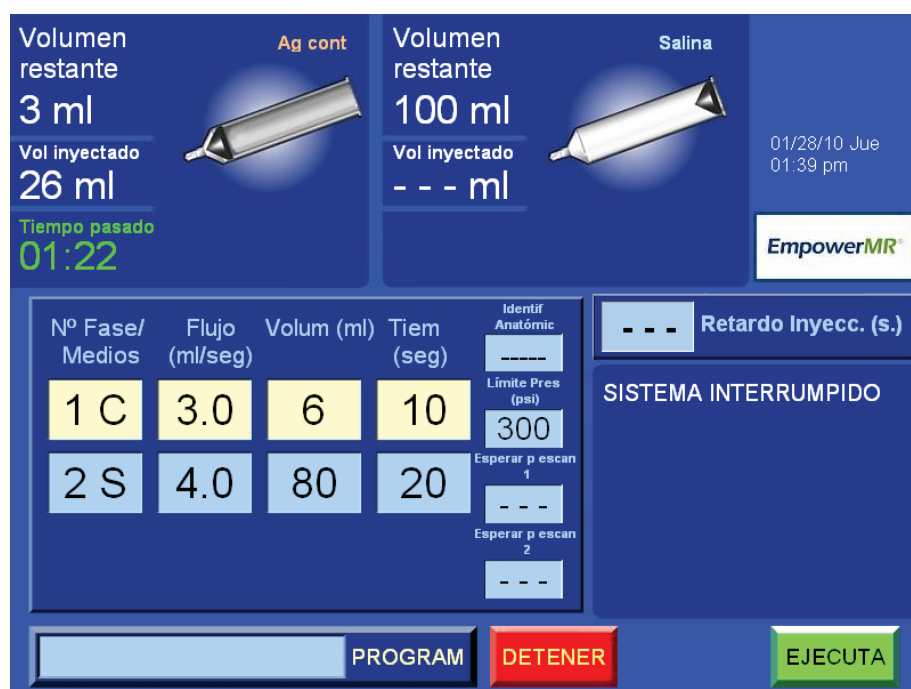 Volumen
restante
3 ml
Ag cont
Vol inyectado
26 ml
Tiempo pasado
01:22
Volumen
restante
100 ml
Salina
Vol inyectado
- - - ml
01/28/10 Jue
01:39 pm
EmpowerMR®
Nº Fase/
Medios
Flujo
(ml/seg)
Volum (ml)
Tiem
(seg)
1 C 3.0 6 10
2 S 4.0 80 20
Identif
Anatómic
-----
Límite Pres
(psi)
300
Esperar p escan
1
- - -
Esperar p escan
2
- - -
- - - Retardo Inyecc. (s.)
SISTEMA INTERRUMPIDO
PROGRAM
DETENER
EJECUTA